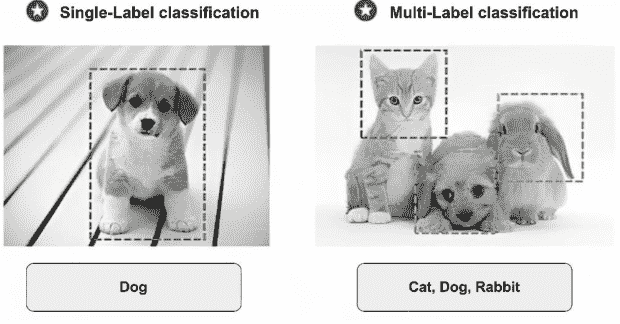 Single-Label classification
Multi-Label classification
Dog
Cat, Dog, Rabbit